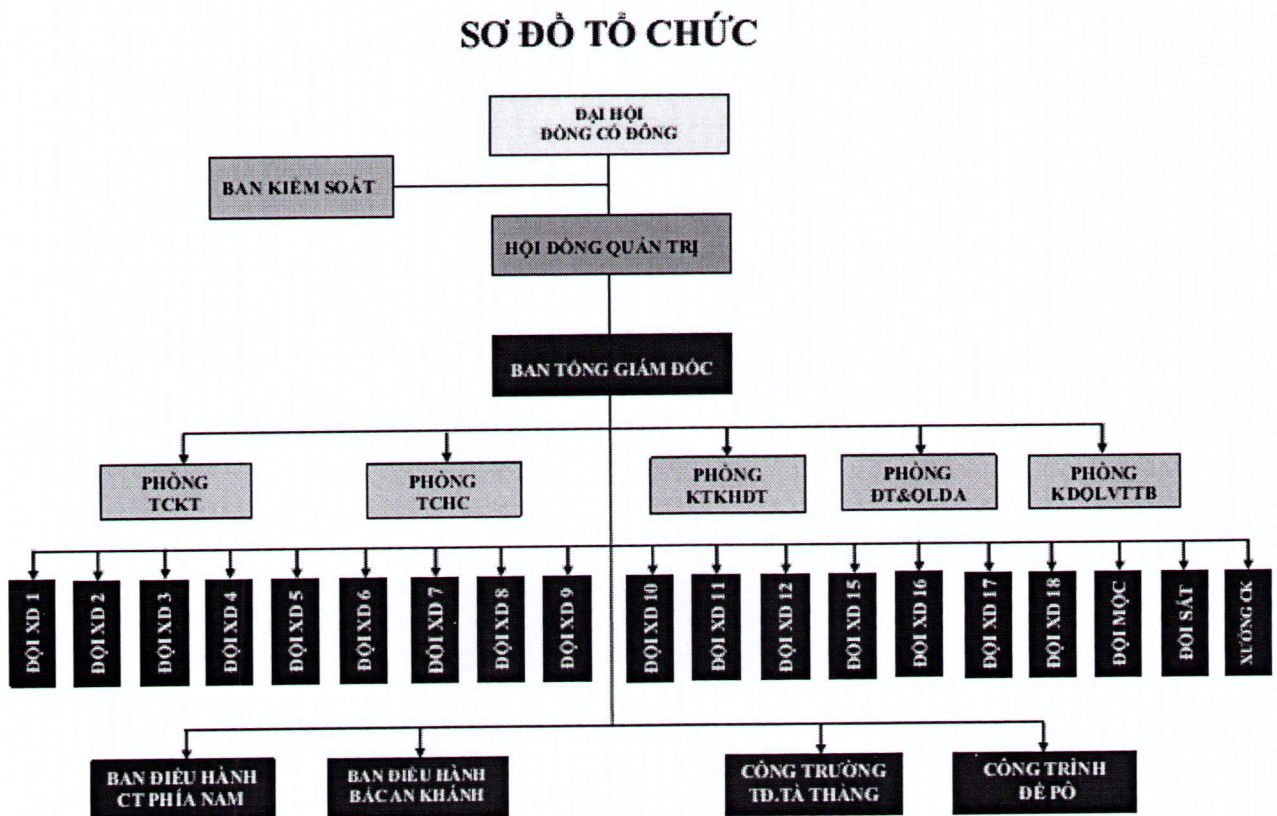 SƠ ĐỒ TỔ CHỨC
ĐẠI HỘI
ĐỒNG CỔ ĐÔNG
BAN KIỂM SOÁT
HỘI ĐỒNG QUẢN TRỊ
BAN TỔNG GIÁM ĐỐC
PHÒNG
TCKT
PHÒNG
TCHC
PHÒNG
KTKHĐT
PHÒNG
ĐT&QLDA
PHÒNG
KDQLVTTB
ĐỘI XD 1
ĐỘI XD 2
ĐỘI XD 3
ĐỘI XD 4
ĐỘI XD 5
ĐỘI XD 6
ĐỘI XD 7
ĐỘI XD 8
ĐỘI XD 9
ĐỘI XD 10
ĐỘI XD 11
ĐỘI XD 12
ĐỘI XD 15
ĐỘI XD 16
ĐỘI XD 17
ĐỘI XD 18
ĐỘI MỘC
ĐỘI SẮT
XƯỞNG CK
BAN ĐIỀU HÀNH
CT PHÍA NAM
BAN ĐIỀU HÀNH
BẮC AN KHÁNH
CÔNG TRƯỜNG
TĐ.TÀ THÀNG
CÔNG TRÌNH
ĐỀ PÔ